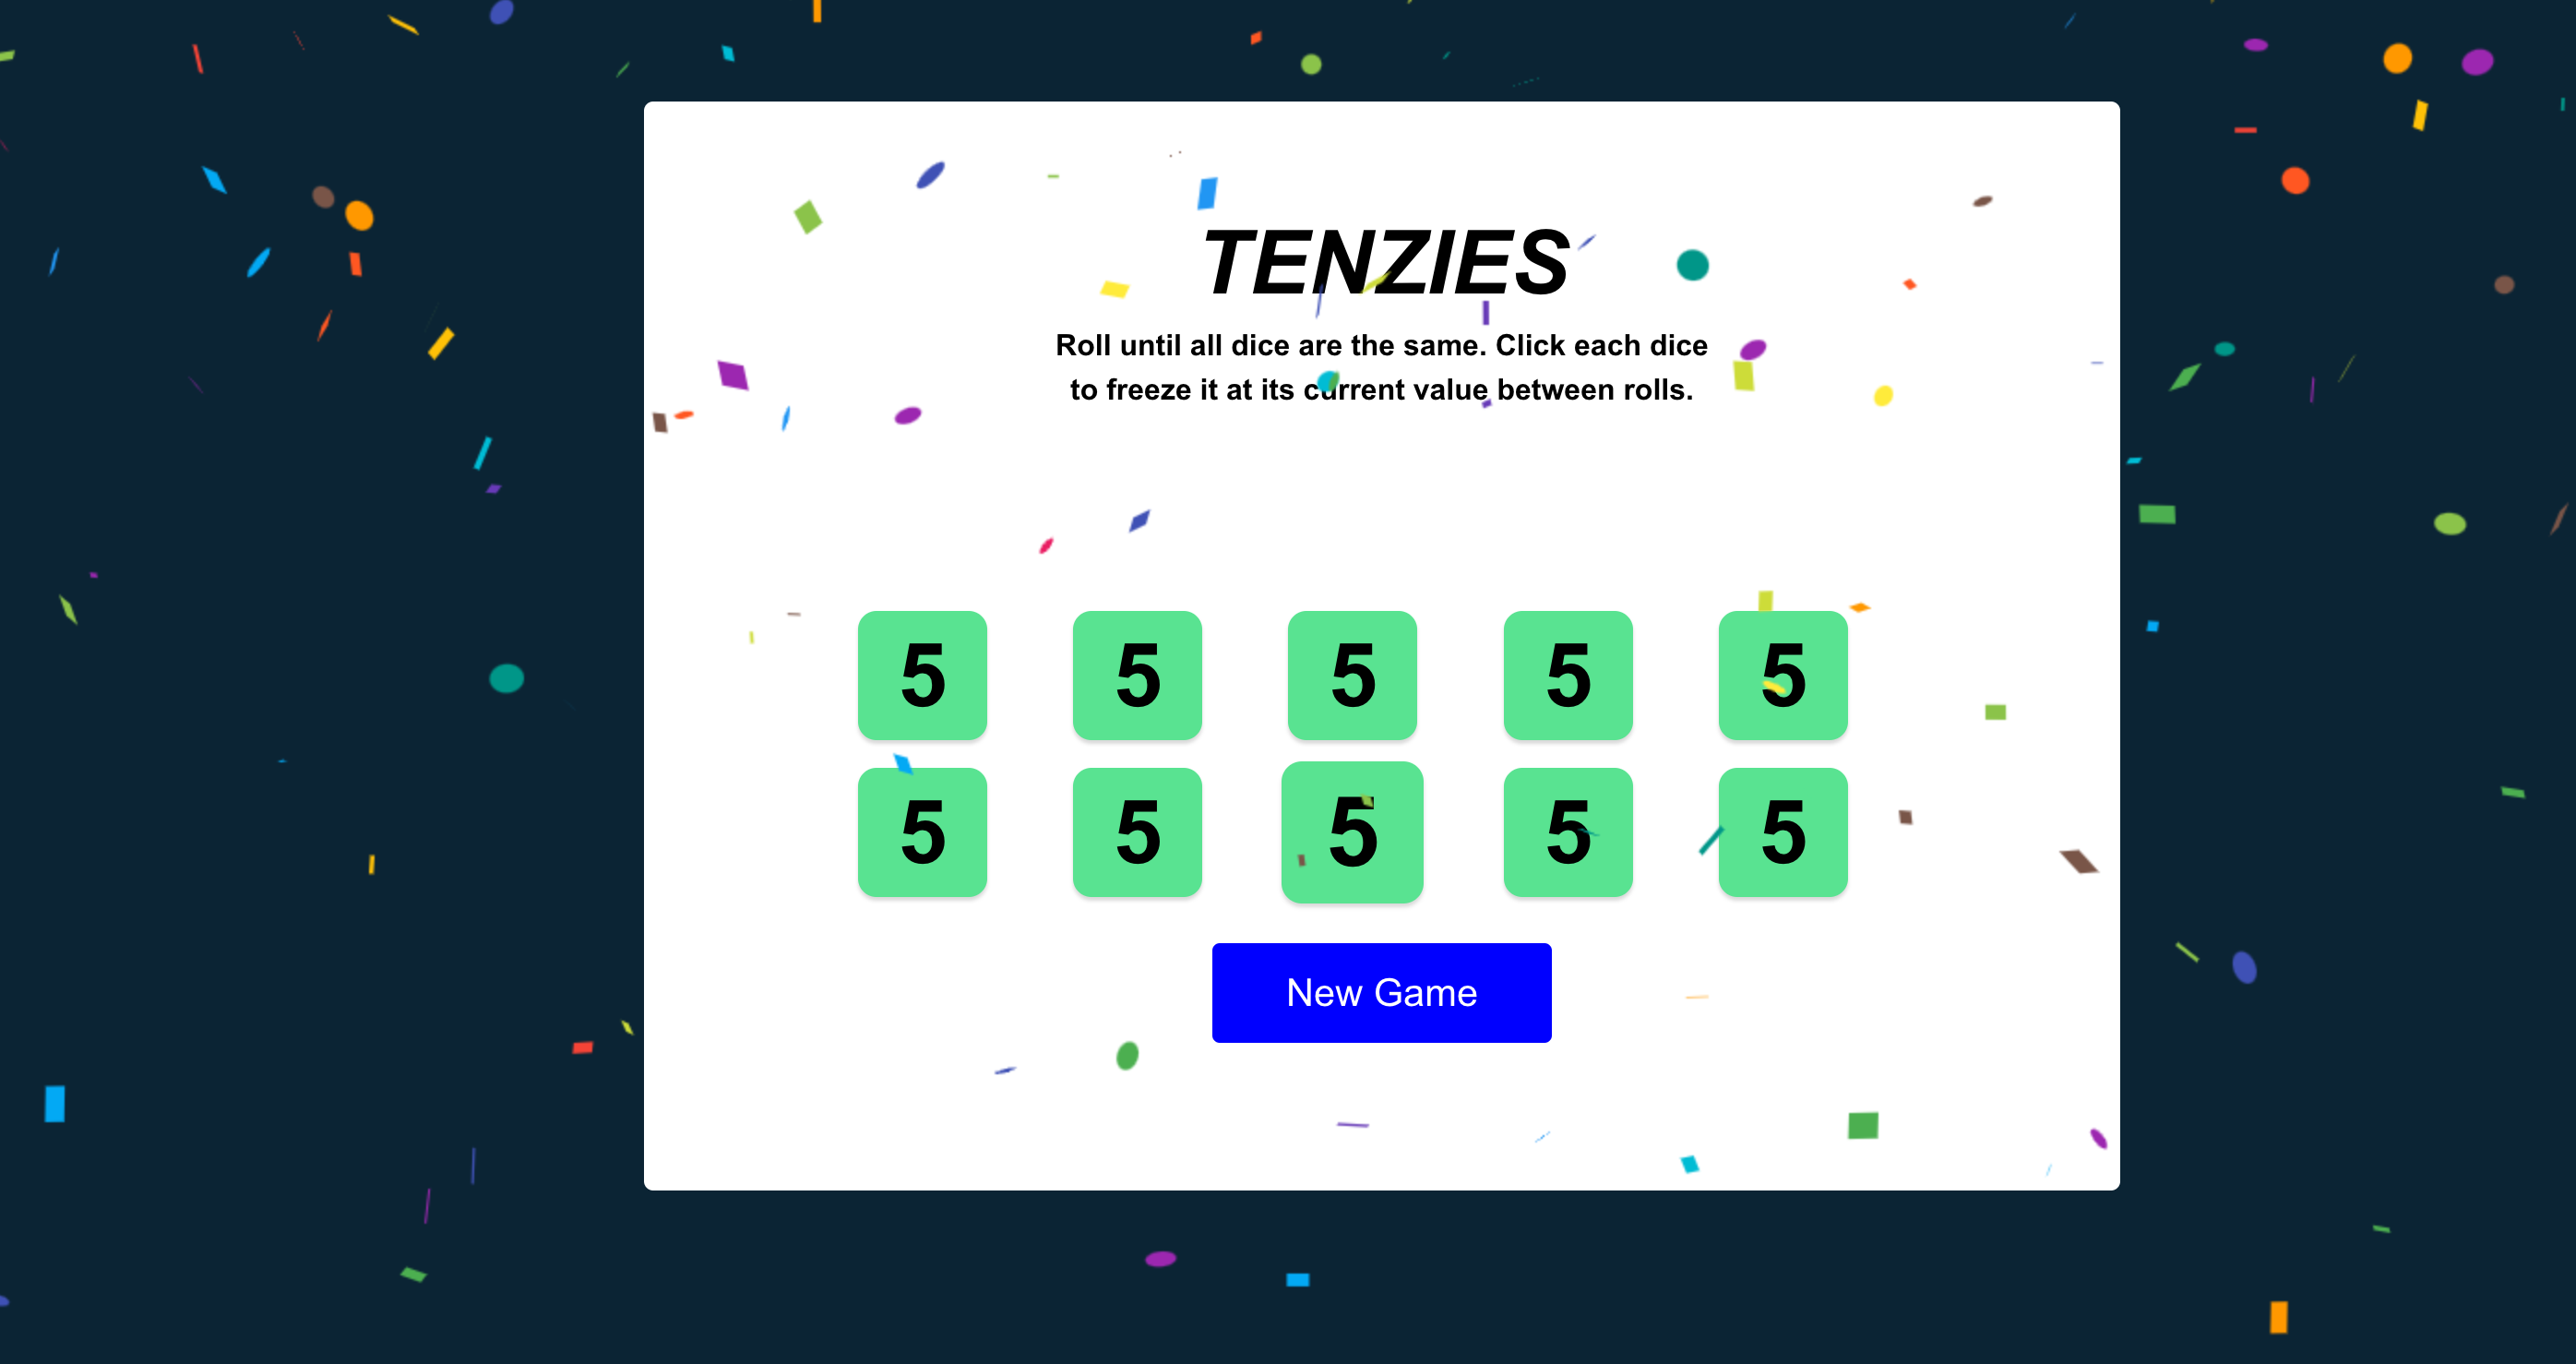 TENZIES
Roll until all dice are the same. Click each dice
to freeze it at its current value between rolls.
5 5 5 5 5
5 5 5 5 5
New Game